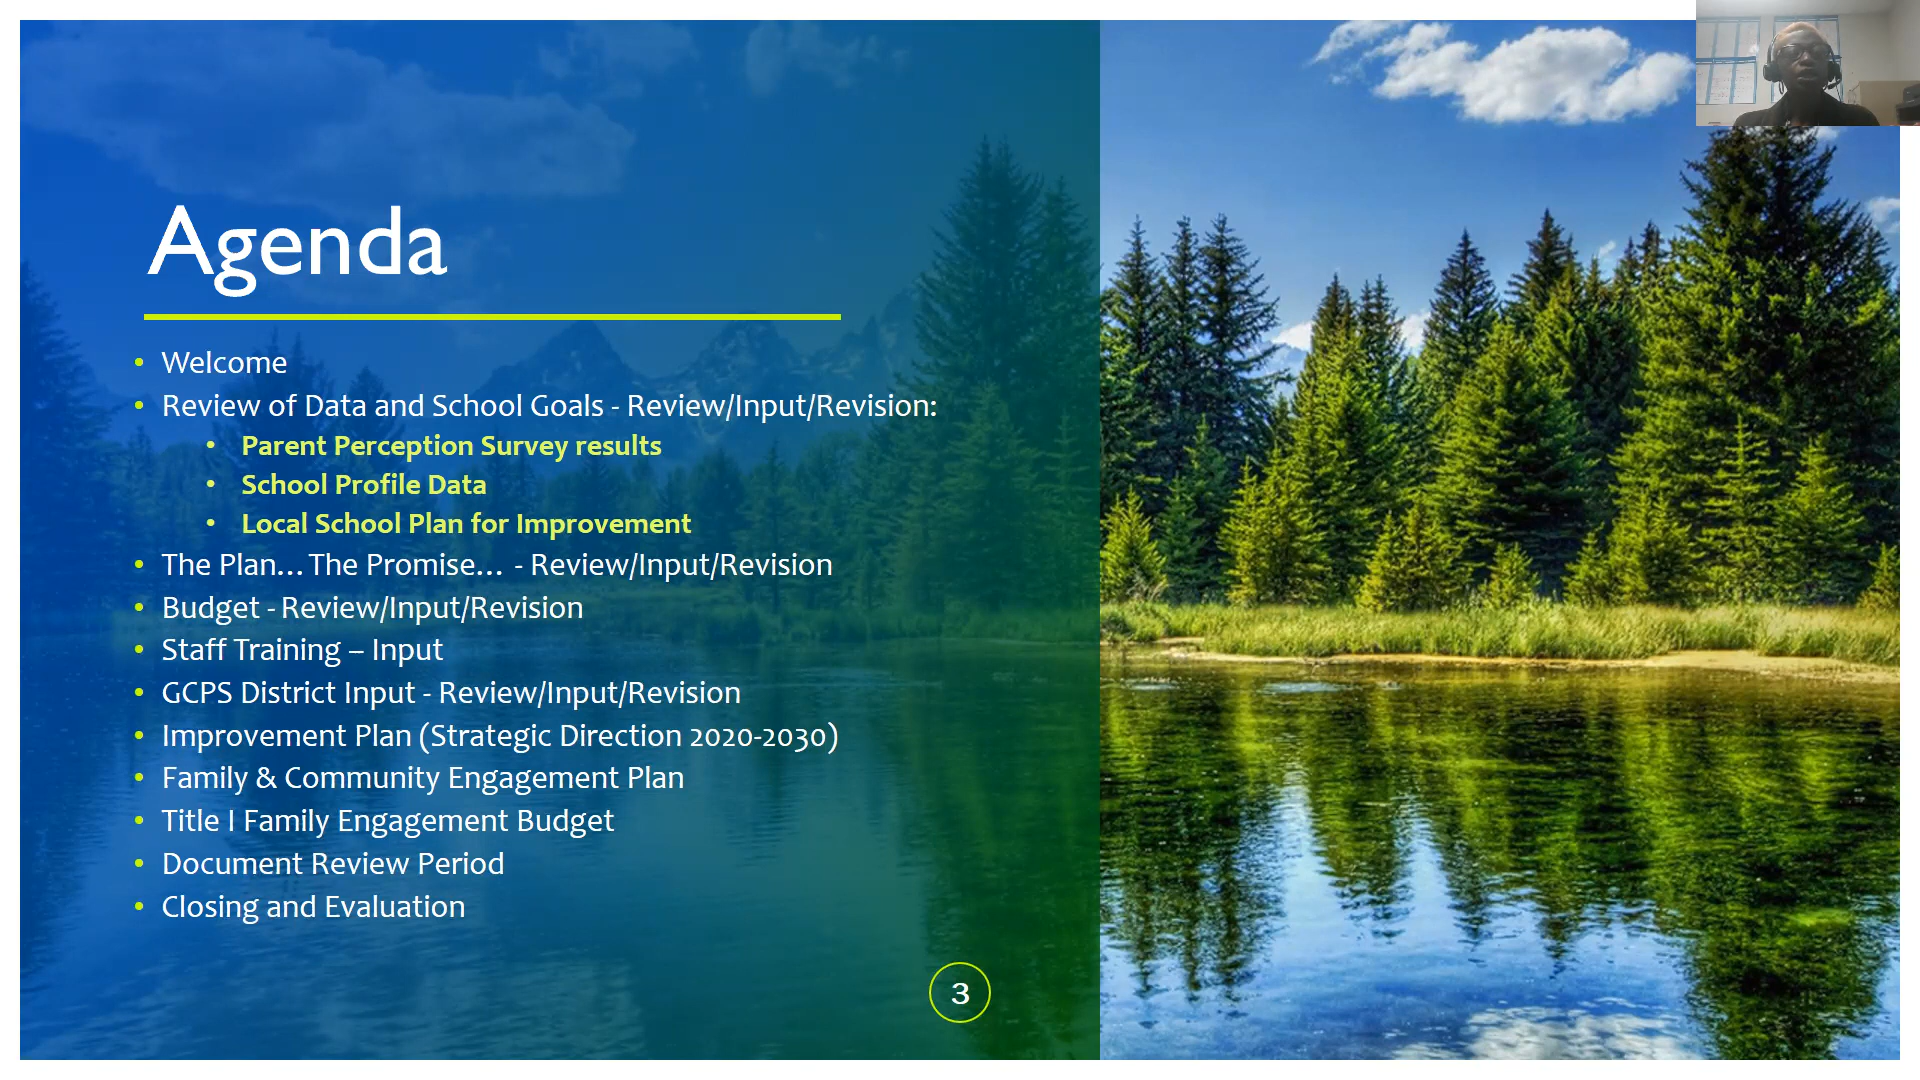 Agenda
• Welcome
• Review of Data and School Goals - Review/Input/Revision:
• Parent Perception Survey results
• School Profile Data
• Local School Plan for Improvement
• The Plan… The Promise… - Review/Input/Revision
• Budget - Review/Input/Revision
• Staff Training – Input
• GCPS District Input - Review/Input/Revision
• Improvement Plan (Strategic Direction 2020-2030)
• Family & Community Engagement Plan
• Title I Family Engagement Budget
• Document Review Period
• Closing and Evaluation
3